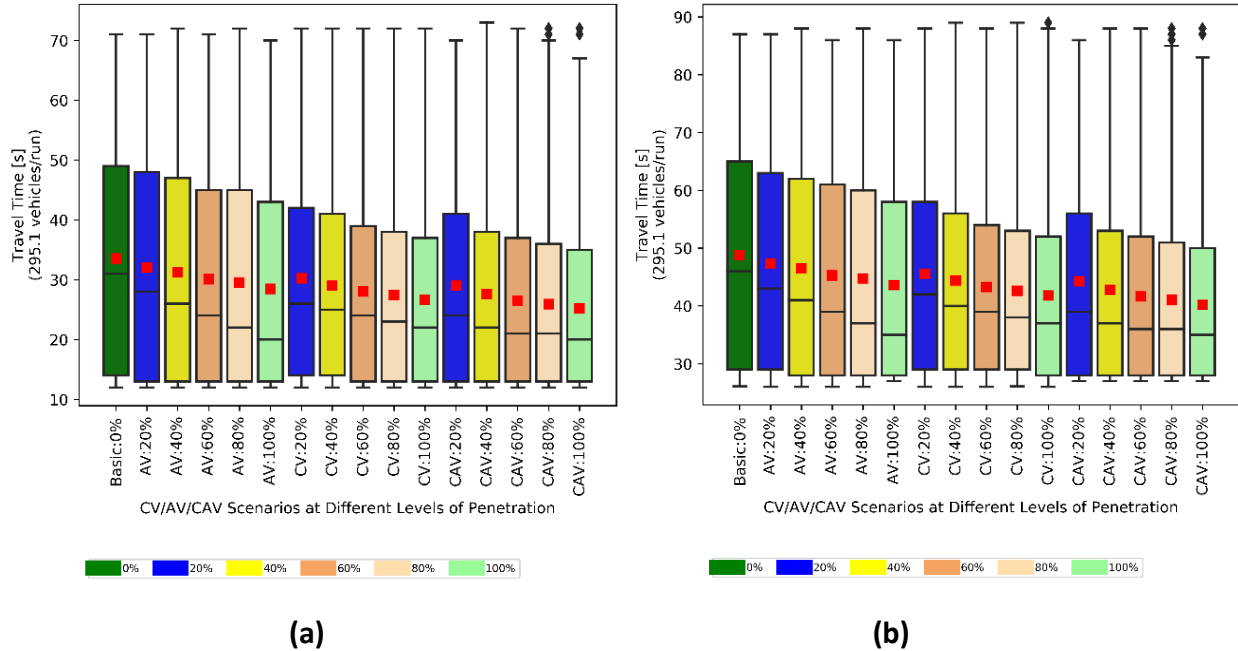 70
60
50
40
30
20
10
Travel Time [s]
(295.1 vehicles/run)
Basic:0%
AV:20%
AV:40%
AV:60%
AV:80%
AV:100%
CV:20%
CV:40%
CV:60%
CV:80%
CV:100%
CAV:20%
CAV:40%
CAV:60%
CAV:80%
CAV:100%
CV/AV/CAV Scenarios at Different Levels of Penetration
0% 20% 40% 60% 80% 100%
(a)
90
80
70
60
50
40
30
Travel Time [s]
(295.1 vehicles/run)
Basic:0%
AV:20%
AV:40%
AV:60%
AV:80%
AV:100%
CV:20%
CV:40%
CV:60%
CV:80%
CV:100%
CAV:20%
CAV:40%
CAV:60%
CAV:80%
CAV:100%
CV/AV/CAV Scenarios at Different Levels of Penetration
0% 20% 40% 60% 80% 100%
(b)